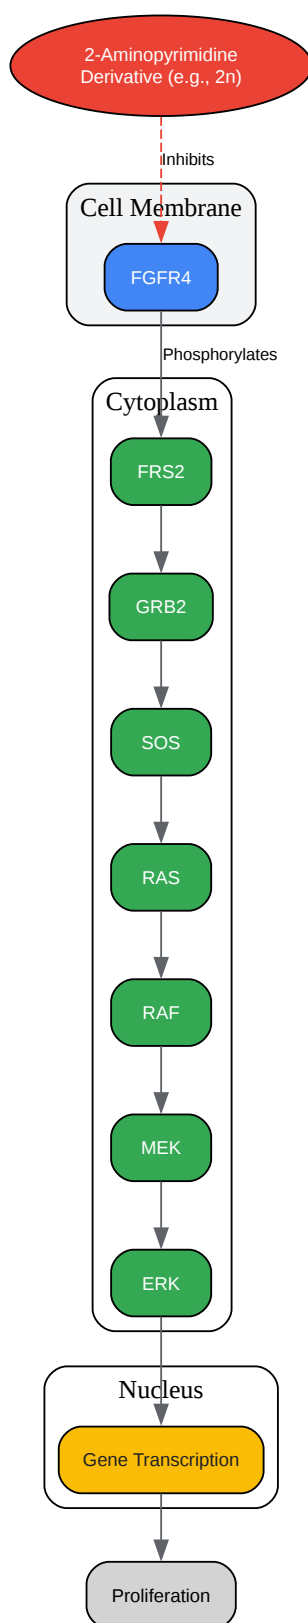 2-Aminopyrimidine
Derivative (e.g., 2n)
Inhibits
Cell Membrane
FGFR4
Phosphorylates
Cytoplasm
FRS2
GRB2
SOS
RAS
RAF
MEK
ERK
Nucleus
Gene Transcription
Proliferation